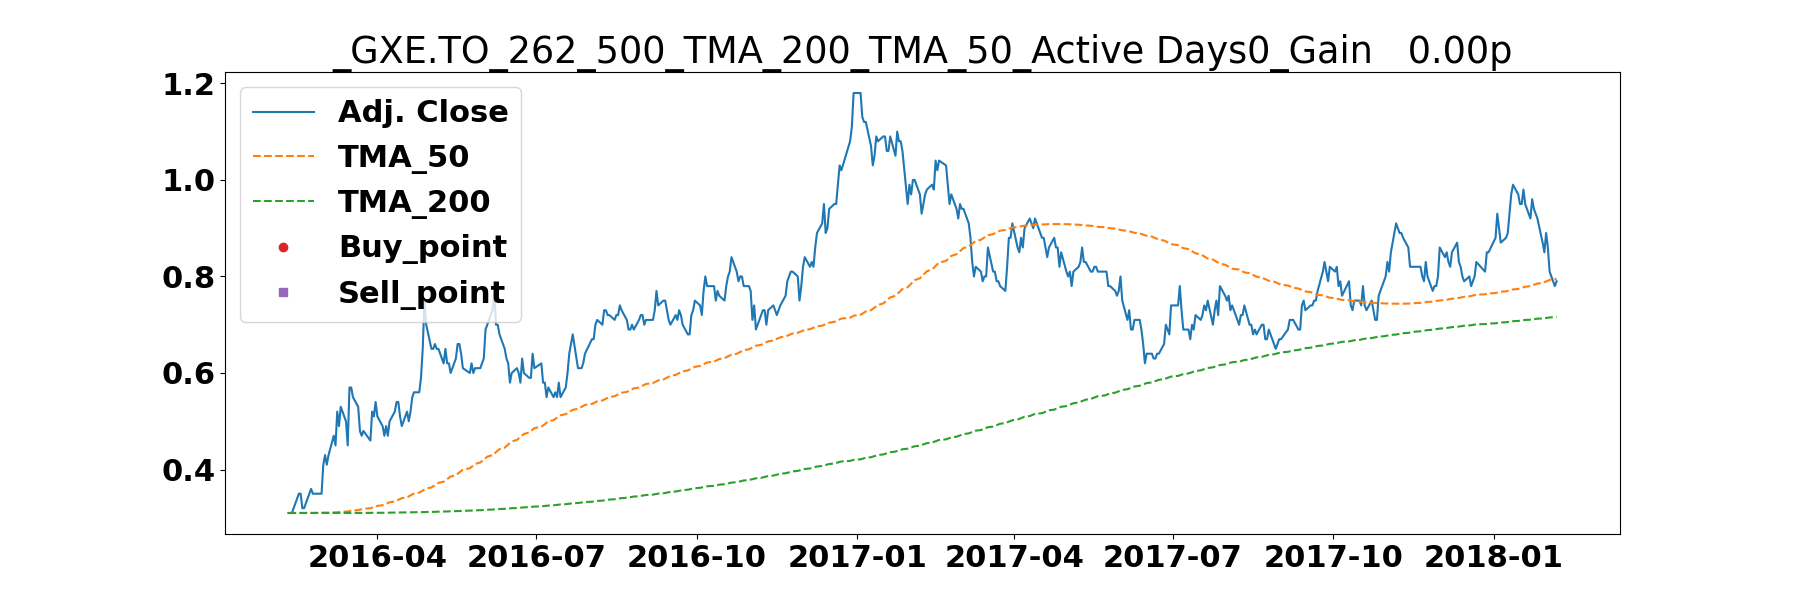 _GXE.TO_262_500_TMA_200_TMA_50_Active Days0_Gain   0.00p
1.2
1.0
0.8
0.6
0.4
Adj. Close
TMA_50
TMA_200
Buy_point
Sell_point
2016-04 2016-07 2016-10 2017-01 2017-04 2017-07 2017-10 2018-01